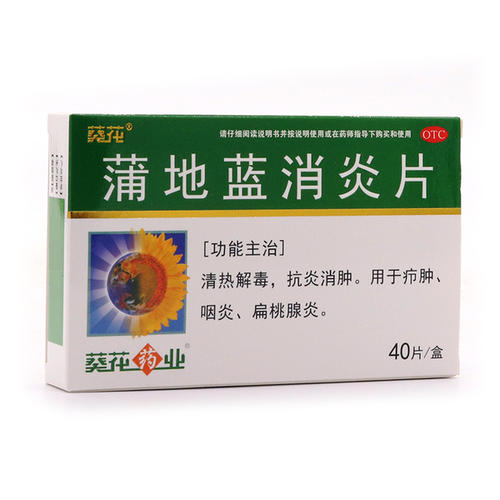 葵花®
请仔细阅读说明书并按说明使用或在药师指导下购买和使用
OTC
蒲地蓝消炎片
[功能主治]
清热解毒，抗炎消肿。用于疖肿、
咽炎、扁桃腺炎。
葵花药业®
40片/盒